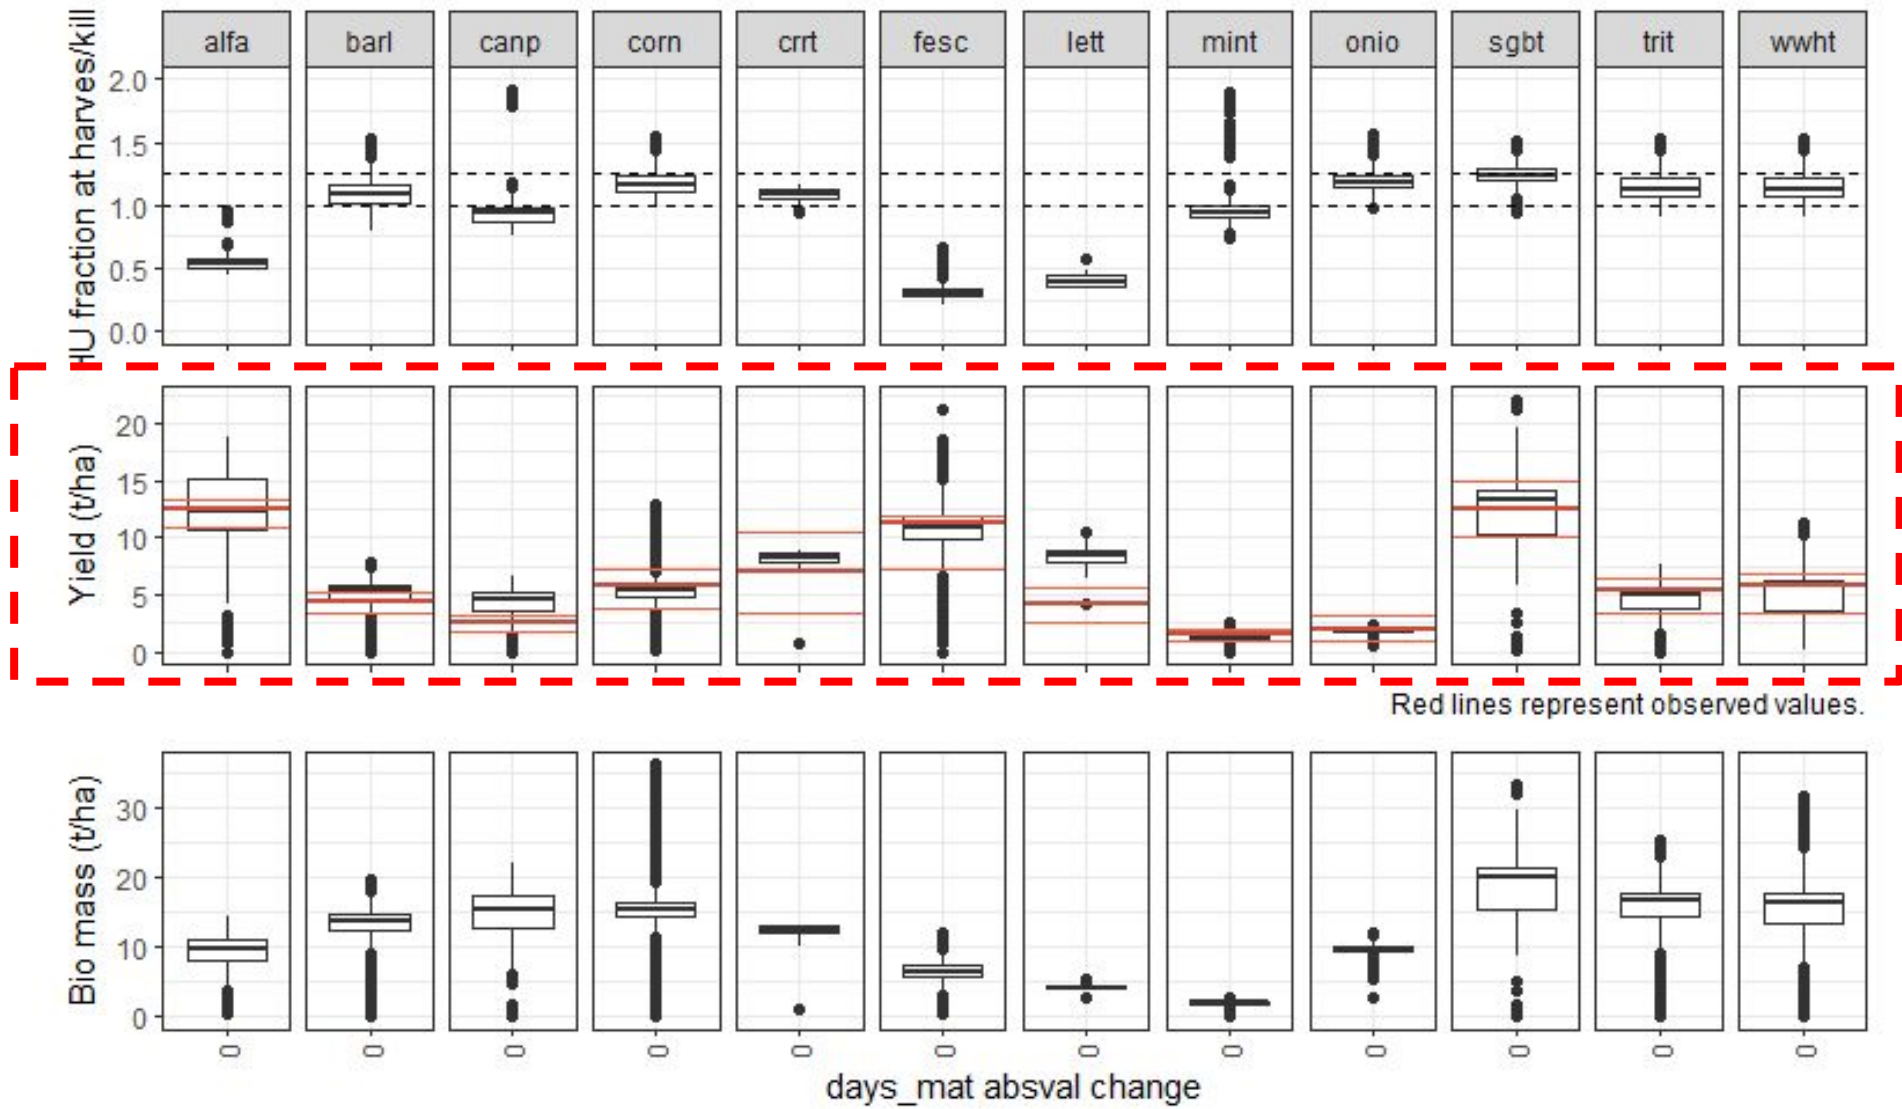 alfa barl canp corn crrt fesc lett mint onio sgbt trit wwht
HU fraction at harves/kill
2.0
1.5
1.0
0.5
0.0
Yield (t/ha)
20
15
10
5
0
Red lines represent observed values.
Bio mass (t/ha)
30
20
10
0
0 0 0 0 0 0 0 0 0 0 0 0
days_mat absval change